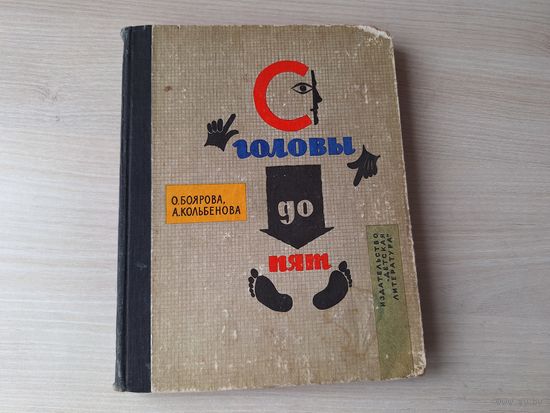 С
головы
до
пят
О. БОЯРОВА,
А. КОЛЬБЕНОВА
ИЗДАТЕЛЬСТВО
"ДЕТСКАЯ
ЛИТЕРАТУРА"